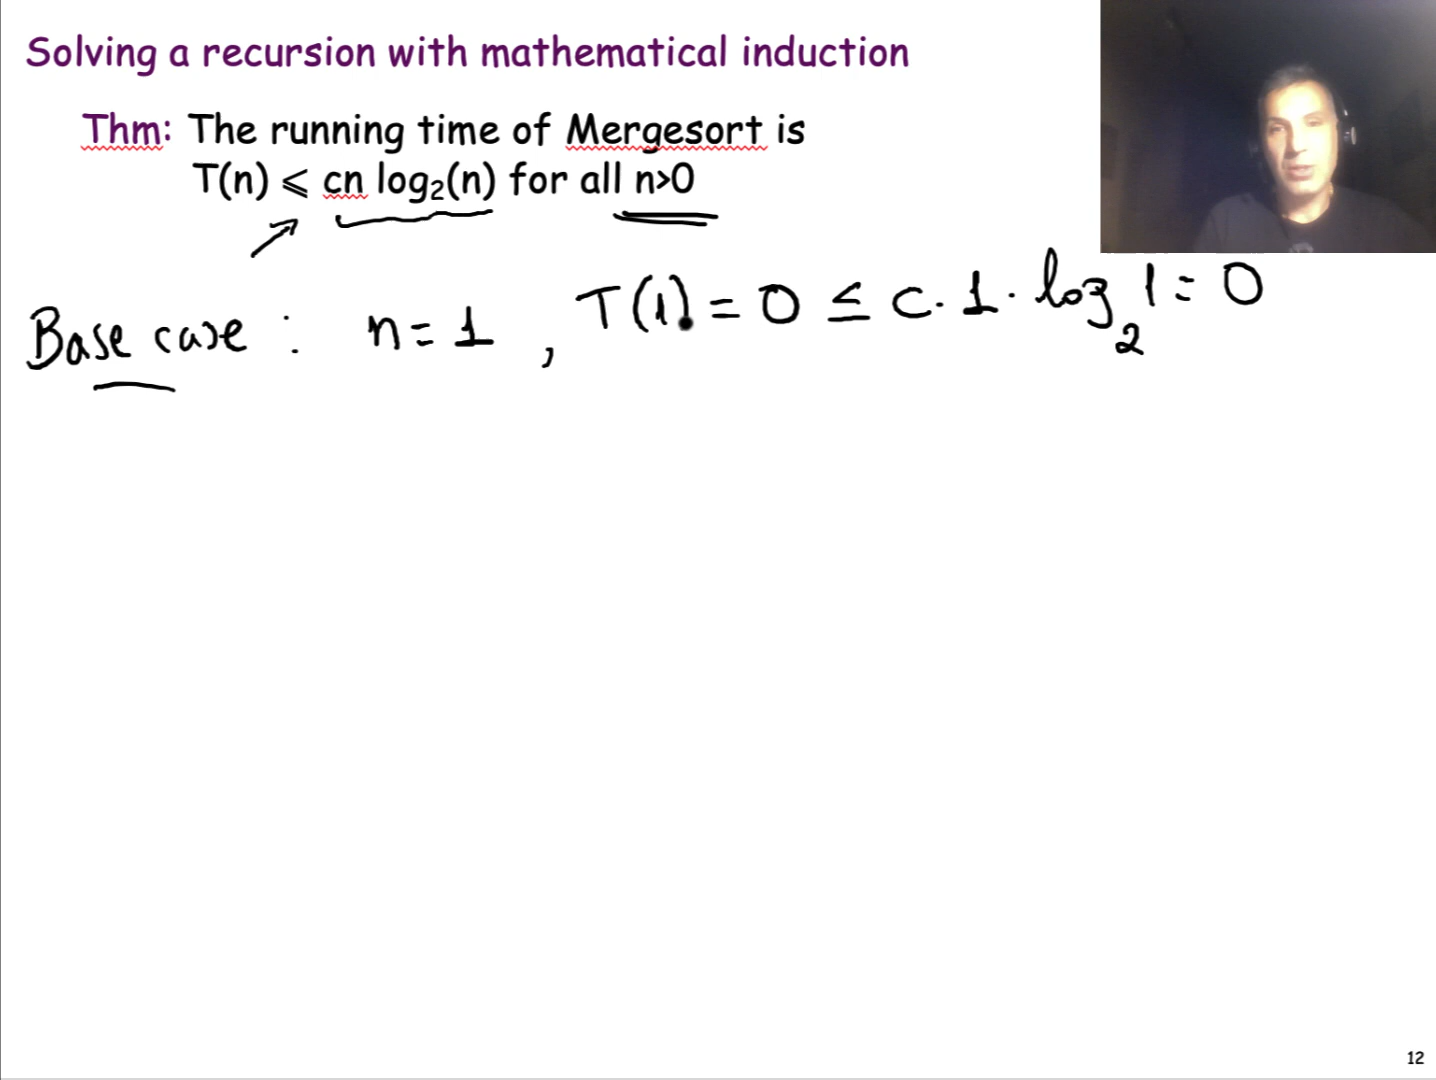 Solving a recursion with mathematical induction
Thm: The running time of Mergesort is
T(n) ⩽ cn log₂(n) for all n>0
Base case : n = 1 , T(1) = 0 ≤ c · 1 · log₂ 1 = 0
12